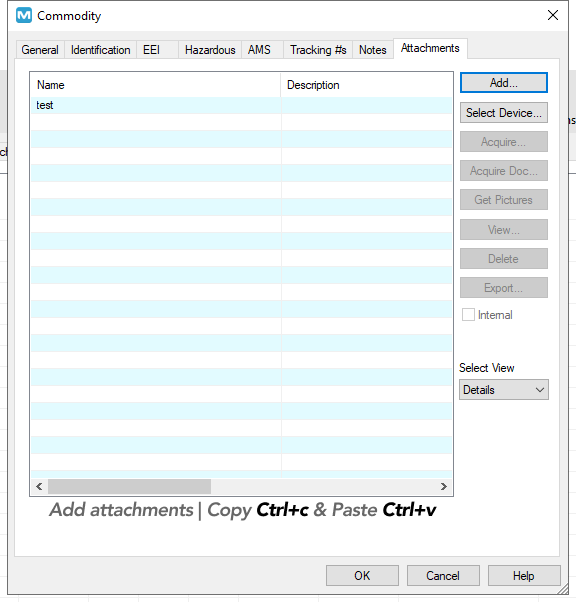 M Commodity
General Identification EEI Hazardous AMS Tracking #s Notes Attachments
Name Description
test
Add...
Select Device...
Acquire...
Acquire Doc...
Get Pictures
View...
Delete
Export...
Internal
Select View
Details
Add attachments | Copy Ctrl+c & Paste Ctrl+v
OK Cancel Help